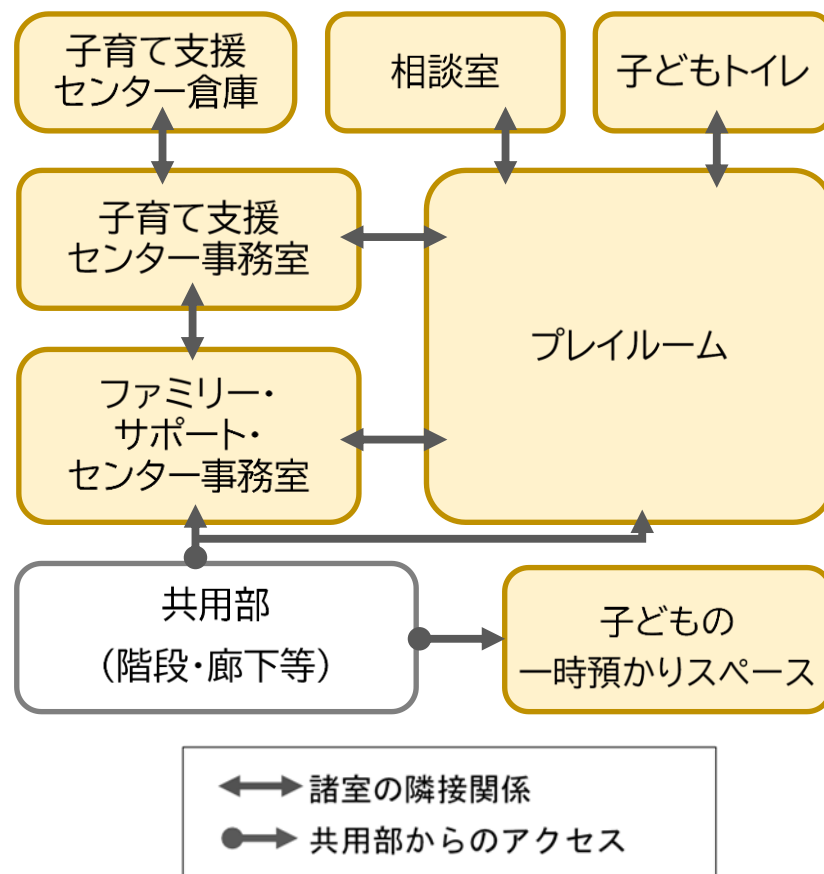 子育て支援
センター倉庫
相談室
子どもトイレ
子育て支援
センター事務室
プレイルーム
ファミリー・
サポート・
センター事務室
共用部
（階段・廊下等）
子どもの
一時預かりスペース
諸室の隣接関係
共用部からのアクセス